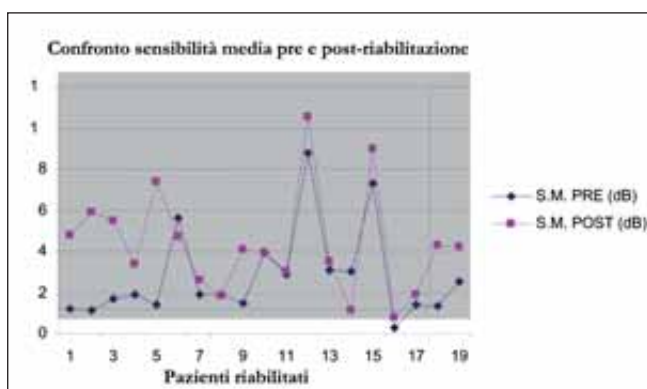 Confronto sensibilità media pre e post-riabilitazione
1
1
8
6
4
2
0
1 3 5 7 9 11 13 15 17 19
Pazienti riabilitati
S.M. PRE (dB)
S.M. POST (dB)